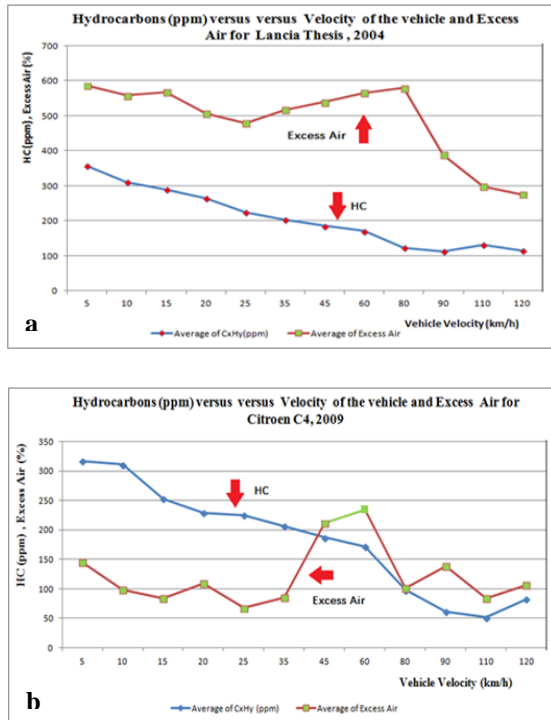 Hydrocarbons (ppm) versus versus Velocity of the vehicle and Excess
Air for Lancia Thesis , 2004
HC(ppm), Excess Air (%)
700
600
500
400
300
200
100
0
Excess Air
HC
5 10 15 20 25 35 45 60 80 90 110 120
Vehicle Velocity (km/h)
a
Average of CxHy(ppm) Average of Excess Air
Hydrocarbons (ppm) versus versus Velocity of the vehicle and Excess Air for
Citroen C4, 2009
HC (ppm) , Excess Air (%)
350
300
250
200
150
100
50
0
HC
Excess Air
5 10 15 20 25 35 45 60 80 90 110 120
Vehicle Velocity (km/h)
b
Average of CxHy (ppm) Average of Excess Air